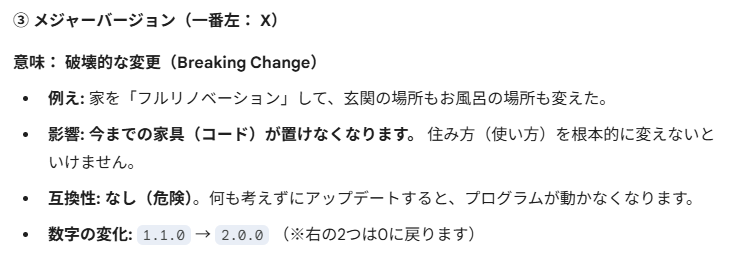 ③ メジャーバージョン（一番左： X）
意味： 破壊的な変更（Breaking Change）
• 例え: 家を「フルリノベーション」して、玄関の場所もお風呂の場所も変えた。
• 影響: 今までの家具（コード）が置けなくなります。 住み方（使い方）を根本的に変えないと
いけません。
• 互換性: なし（危険）。何も考えずにアップデートすると、プログラムが動かなくなります。
• 数字の変化: 1.1.0 → 2.0.0 （※右の2つは0に戻ります）